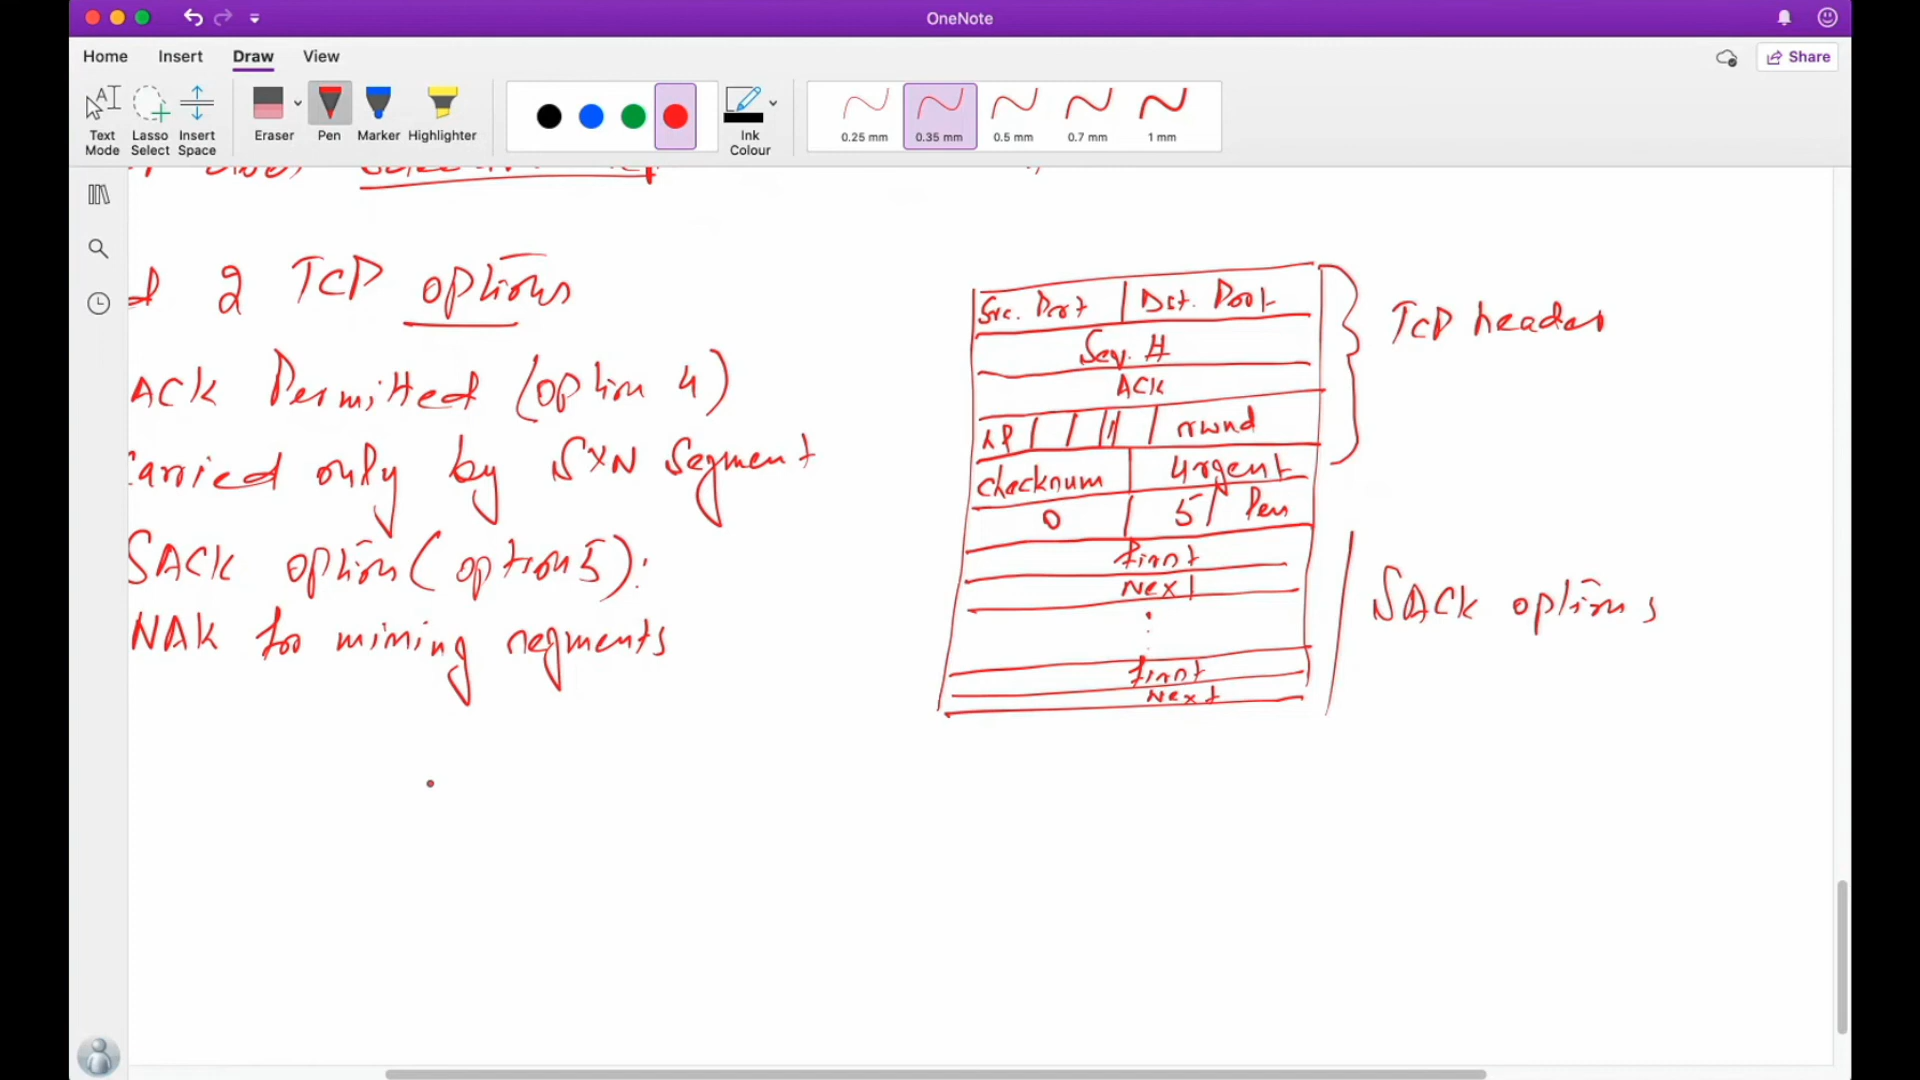 OneNote
Home Insert Draw View
Share
Text Mode
Lasso Select
Insert Space
Eraser
Pen
Marker
Highlighter
Ink Colour
0.25 mm
0.35 mm
0.5 mm
0.7 mm
1 mm
d 2 TCP options
ACK Permitted (option 4)
Carried only by SYN segment
SACK option (option 5):
NAK for missing segments
Src. Port Dst. Port
Seq. #
ACK
rwnd
Checksum Urgent
0 5 Len
first
Next
first
Next
TCP header
SACK options